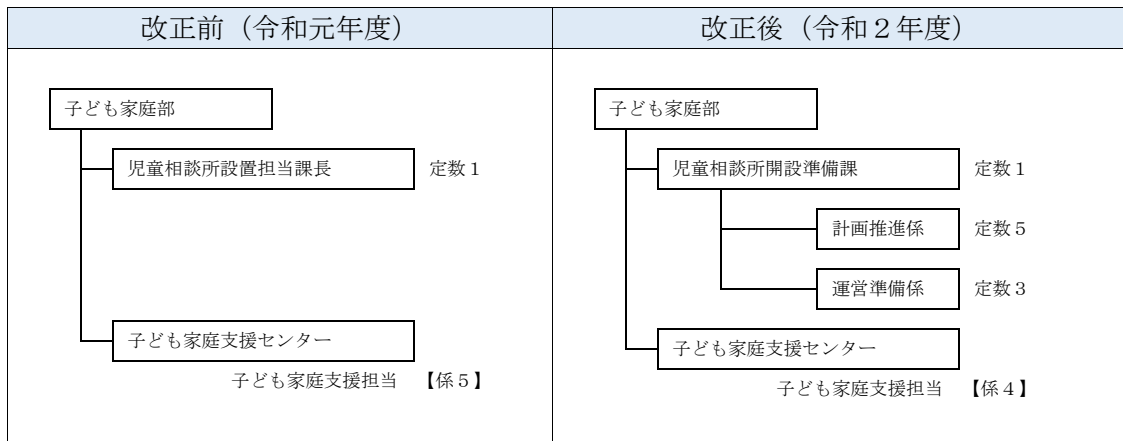 改正前（令和元年度）
子ども家庭部
児童相談所設置担当課長 定数１
子ども家庭支援センター
子ども家庭支援担当 【係５】
改正後（令和２年度）
子ども家庭部
児童相談所開設準備課 定数１
計画推進係 定数５
運営準備係 定数３
子ども家庭支援センター
子ども家庭支援担当 【係４】